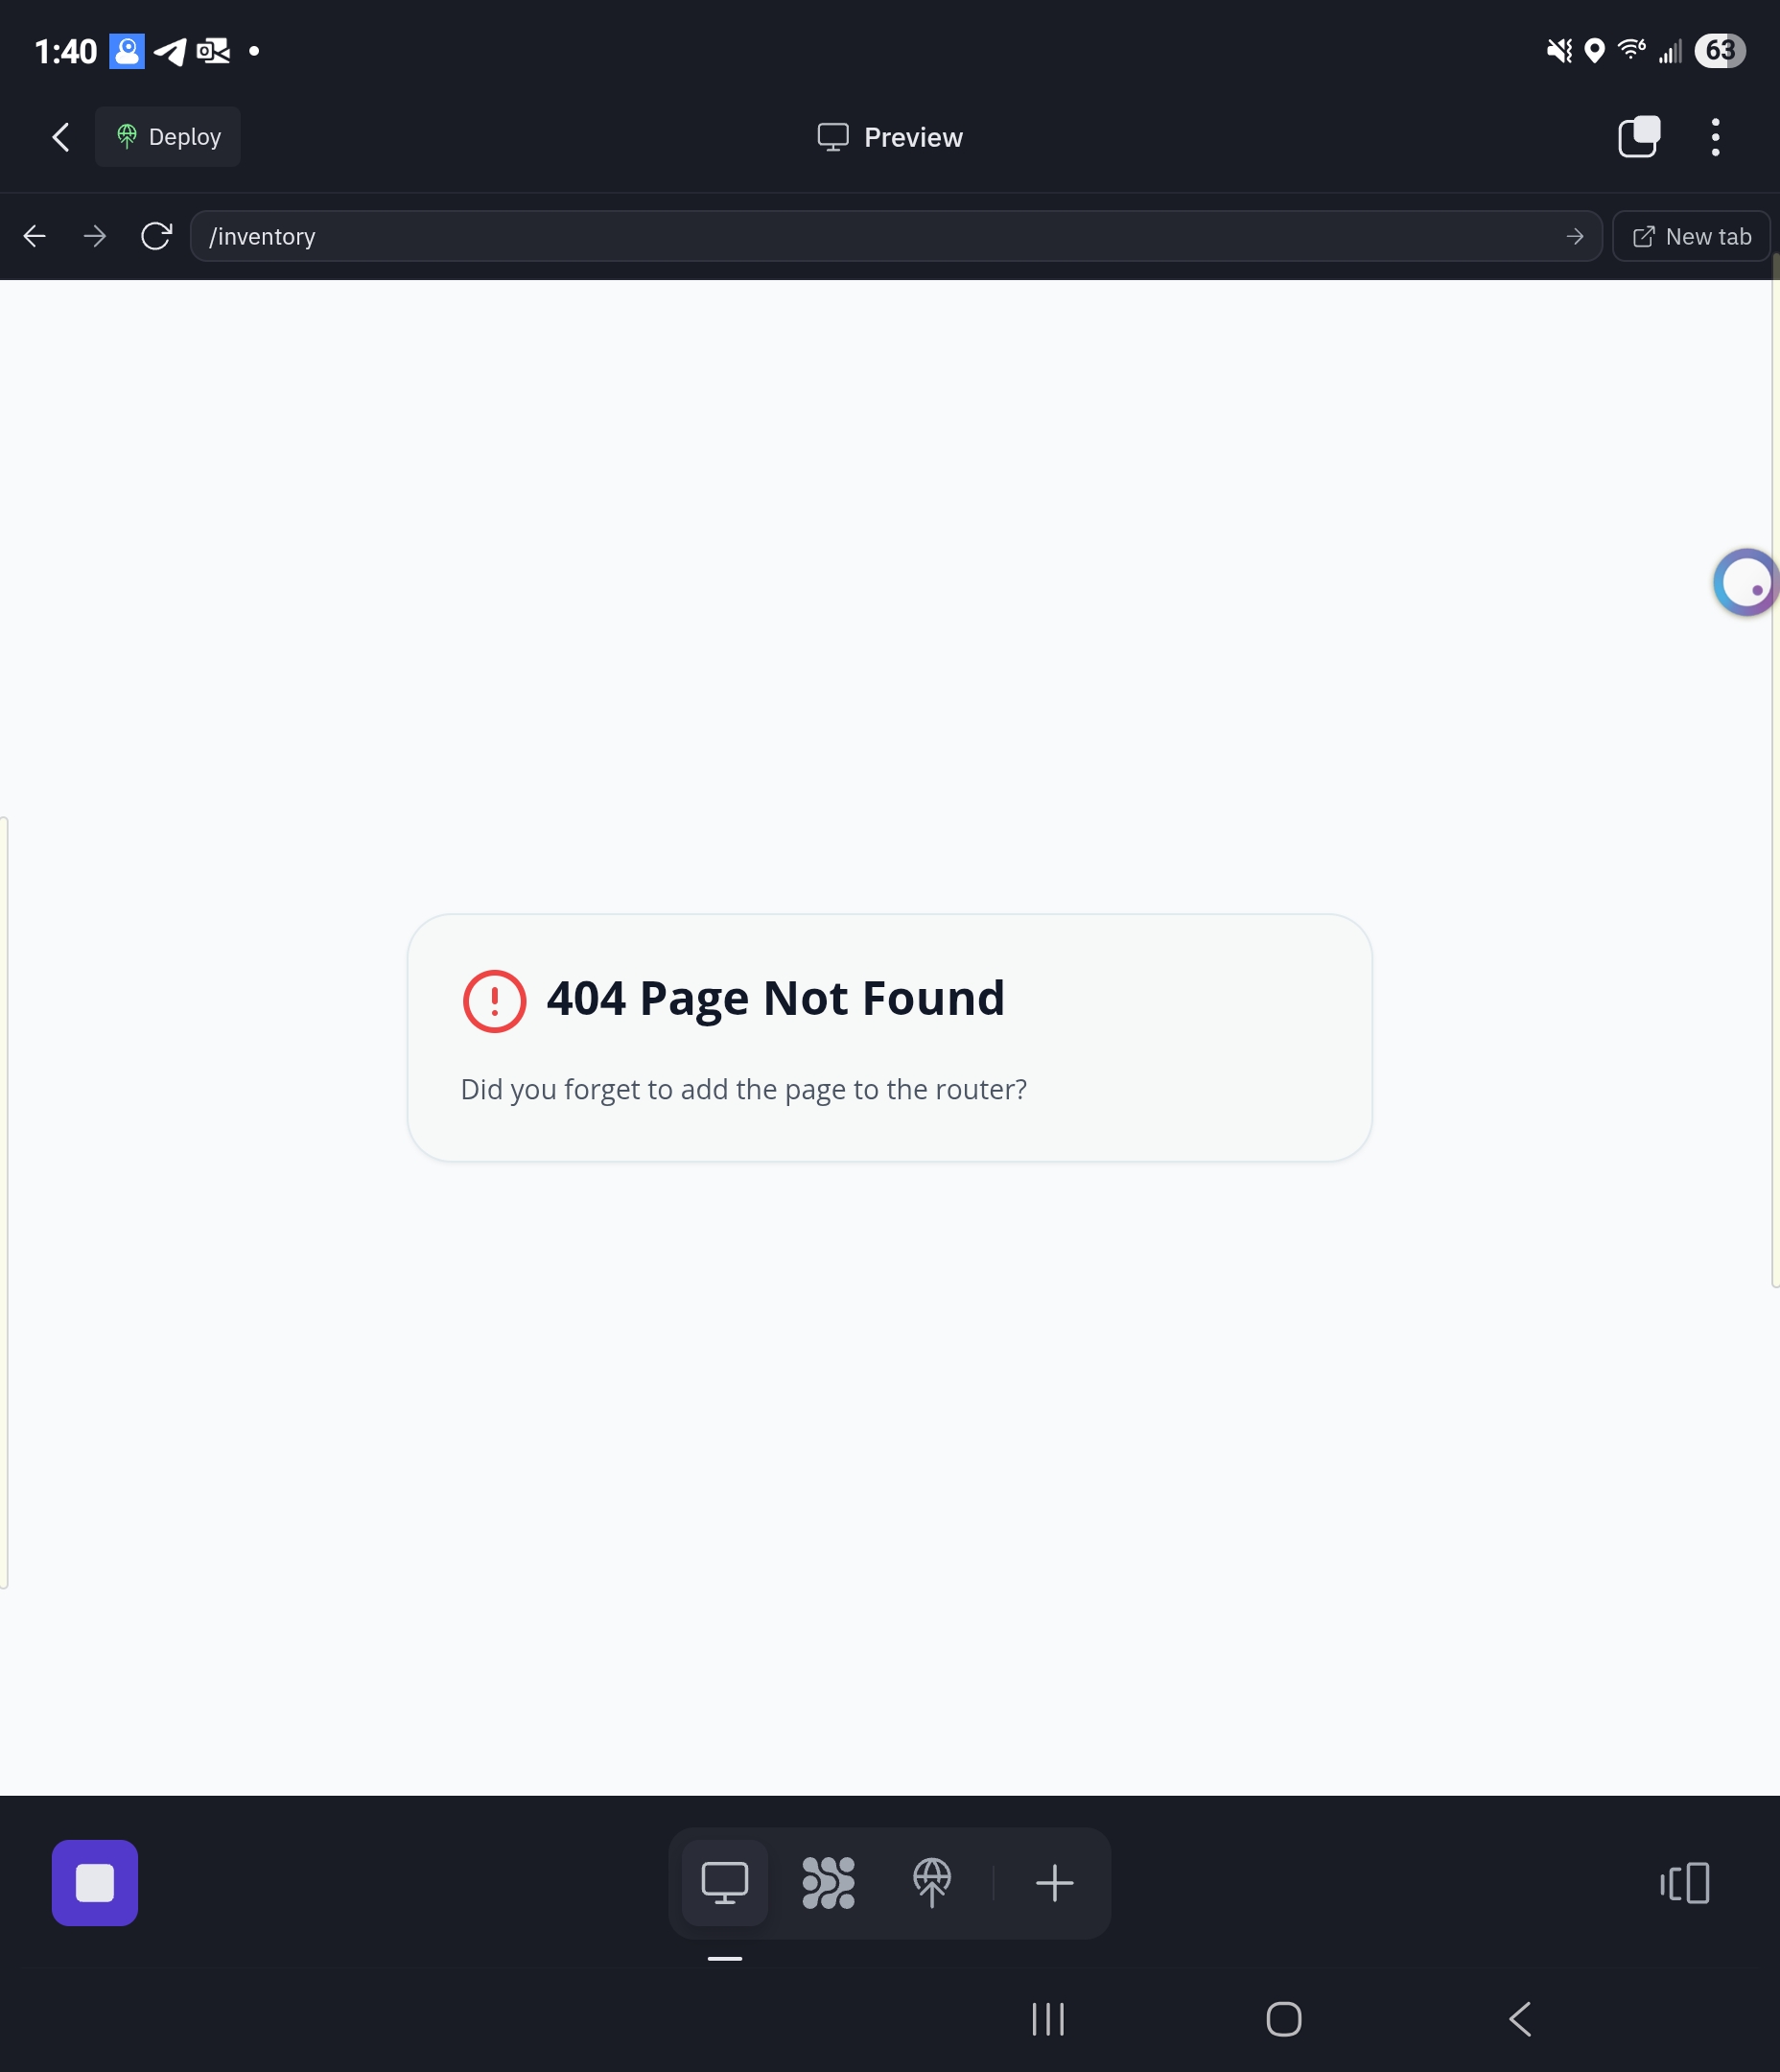 1:40
63
Deploy
Preview
/inventory
New tab
404 Page Not Found
Did you forget to add the page to the router?